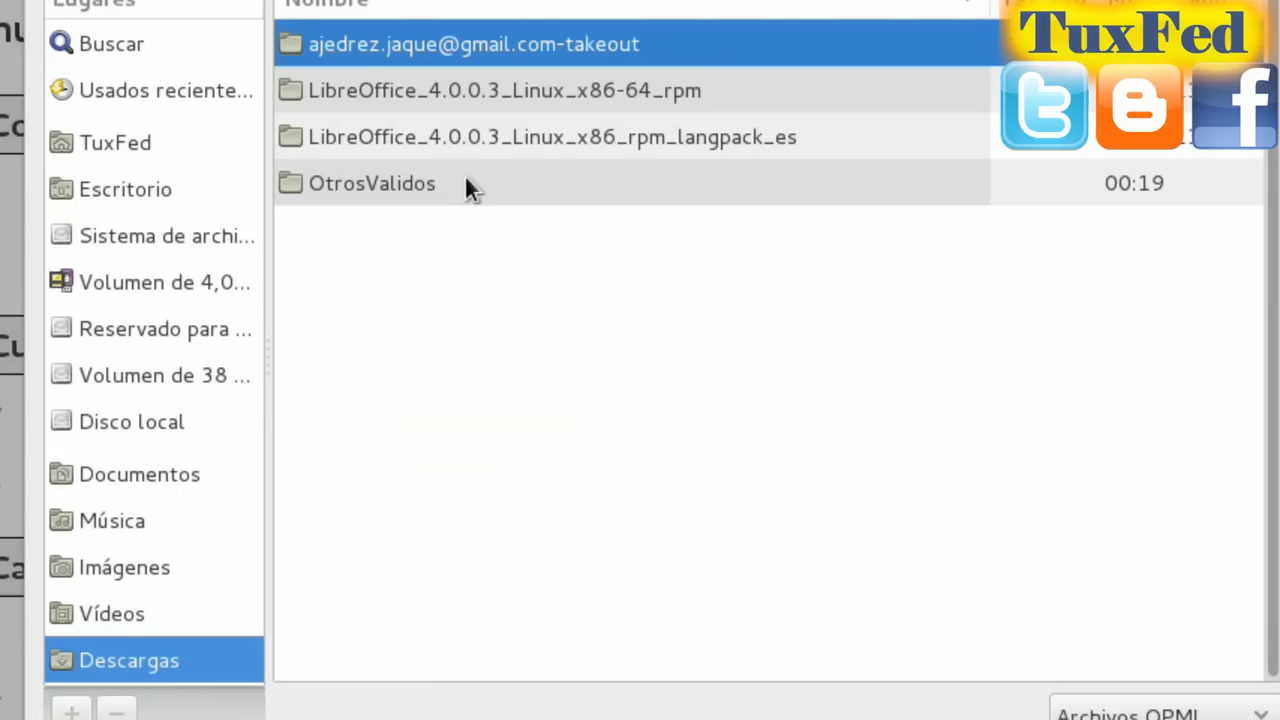 Lugares
Nombre
TuxFed
Buscar
ajedrez.jaque@gmail.com-takeout
Usados reciente...
LibreOffice_4.0.0.3_Linux_x86-64_rpm
TuxFed
LibreOffice_4.0.0.3_Linux_x86_rpm_langpack_es
Escritorio
OtrosValidos
00:19
Sistema de archi...
Volumen de 4,0...
Reservado para ...
Volumen de 38 ...
Disco local
Documentos
Música
Imágenes
Vídeos
Descargas
Archivos OPML